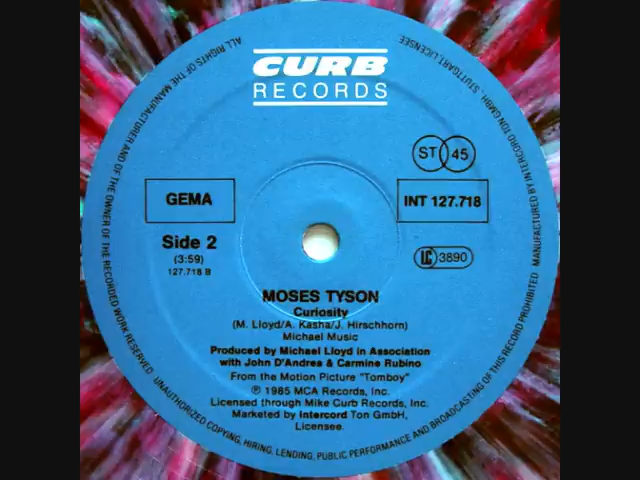 CURB
RECORDS
ST 45
GEMA
INT 127.718
Side 2
(3:59)
127.718 B
LC 3890
MOSES TYSON
Curiosity
(M. Lloyd/A. Kasha/J. Hirschhorn)
Michael Music
Produced by Michael Lloyd in Association
with John D'Andrea & Carmine Rubino
From the Motion Picture "Tomboy"
Ⓟ 1985 MCA Records, Inc.
Licensed through Mike Curb Records, Inc.
Marketed by Intercord Ton GmbH,
Licensee.
ALL RIGHTS OF THE MANUFACTURER AND OF THE OWNER OF THE RECORDED WORK RESERVED. UNAUTHORIZED COPYING, HIRING, LENDING, PUBLIC PERFORMANCE AND BROADCASTING OF THIS RECORD PROHIBITED MANUFACTURED BY INTERCORD TON GMBH, STUTTGART, LICENSEE